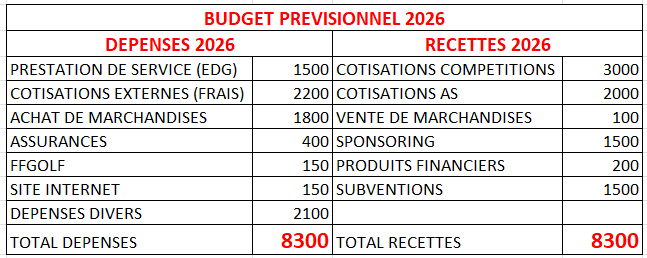 BUDGET PREVISIONNEL 2026
DEPENSES 2026 RECETTES 2026
PRESTATION DE SERVICE (EDG) 1500 COTISATIONS COMPETITIONS 3000
COTISATIONS EXTERNES (FRAIS) 2200 COTISATIONS AS 2000
ACHAT DE MARCHANDISES 1800 VENTE DE MARCHANDISES 100
ASSURANCES 400 SPONSORING 1500
FFGOLF 150 PRODUITS FINANCIERS 200
SITE INTERNET 150 SUBVENTIONS 1500
DEPENSES DIVERS 2100
TOTAL DEPENSES 8300 TOTAL RECETTES 8300